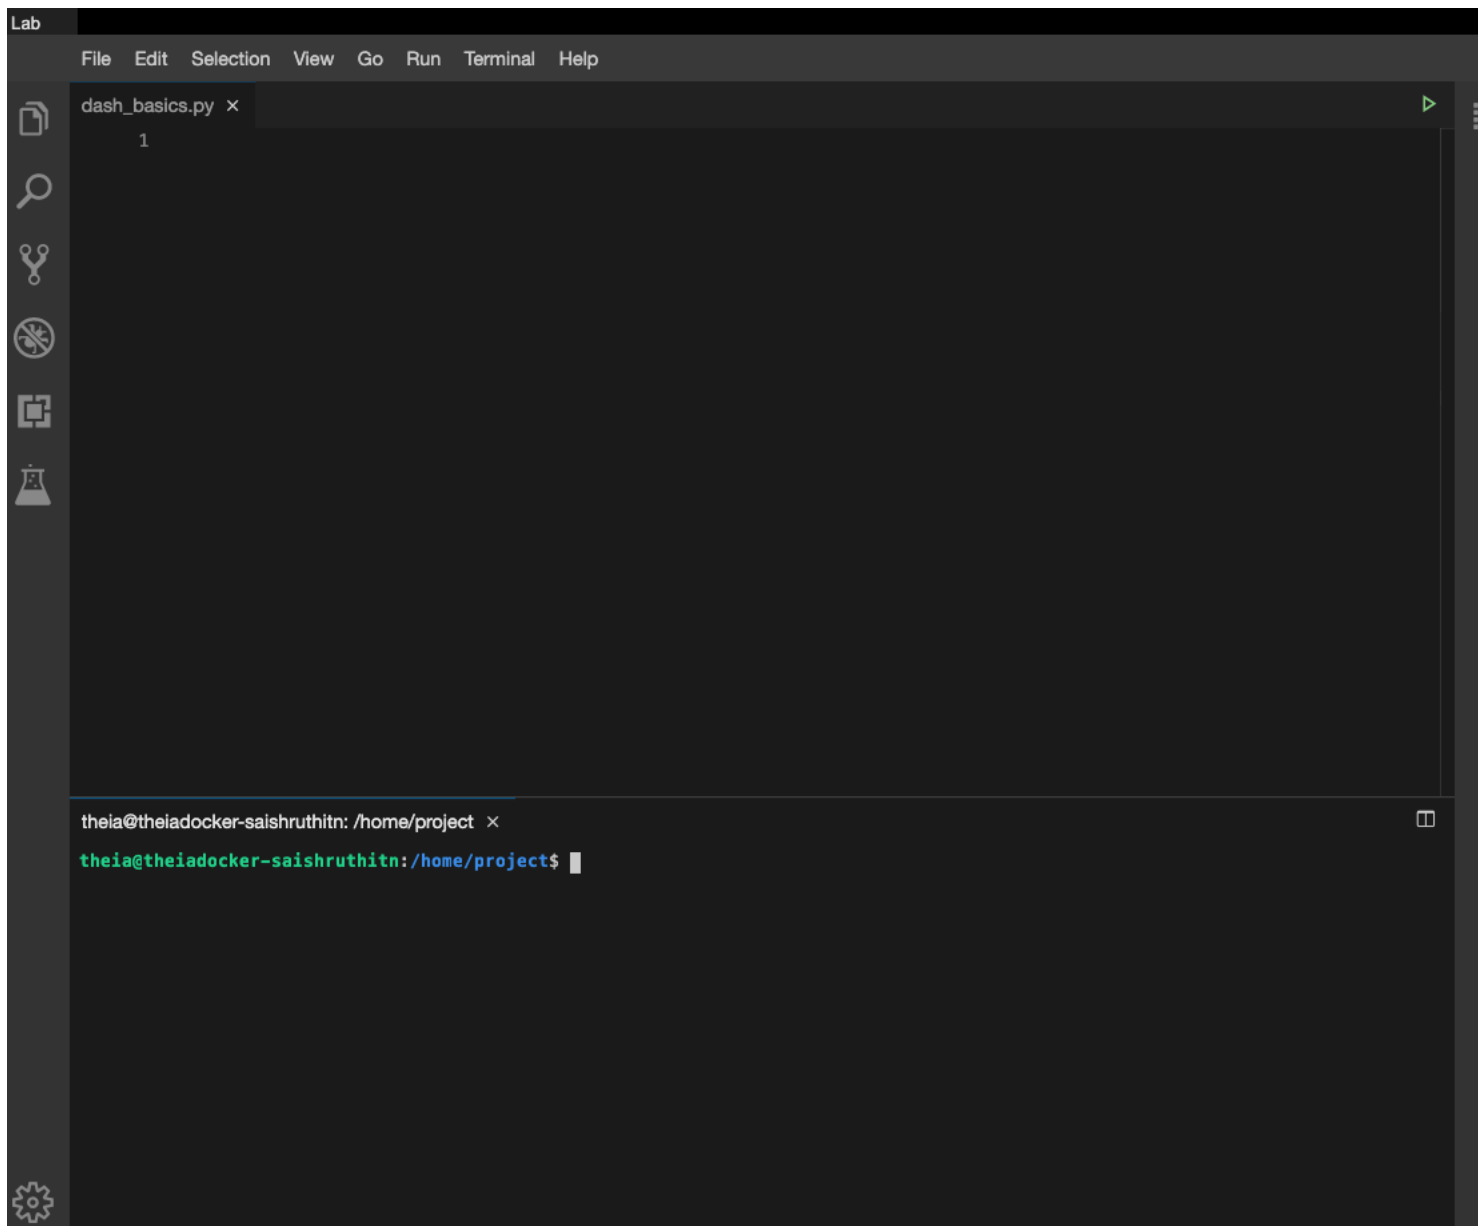 Lab
File Edit Selection View Go Run Terminal Help
dash_basics.py ×
1
theia@theiadocker-saishruthitn: /home/project ×
theia@theiadocker-saishruthitn:/home/project$